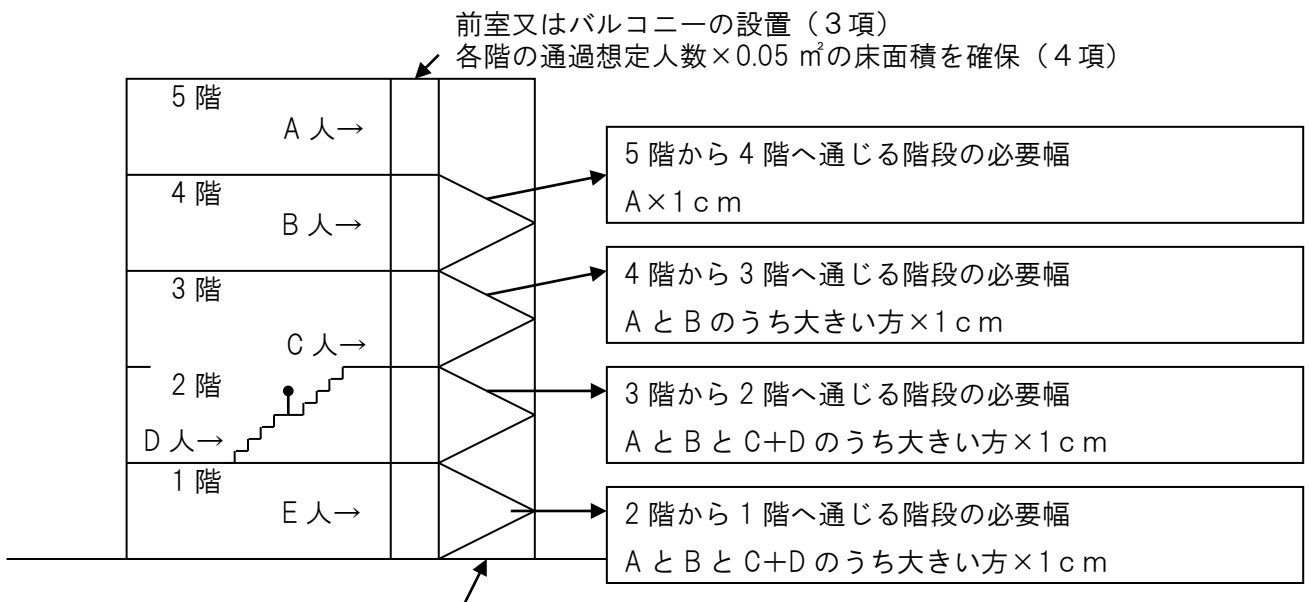 前室又はバルコニーの設置（３項）
各階の通過想定人数×0.05 ㎡の床面積を確保（４項）
5 階
A 人→
5 階から 4 階へ通じる階段の必要幅
A×1ｃｍ
4 階
B 人→
4 階から 3 階へ通じる階段の必要幅
A と B のうち大きい方×1ｃｍ
3 階
C 人→
2 階
D 人→
3 階から 2 階へ通じる階段の必要幅
A と B と C+D のうち大きい方×1ｃｍ
1 階
E 人→
2 階から 1 階へ通じる階段の必要幅
A と B と C+D のうち大きい方×1ｃｍ